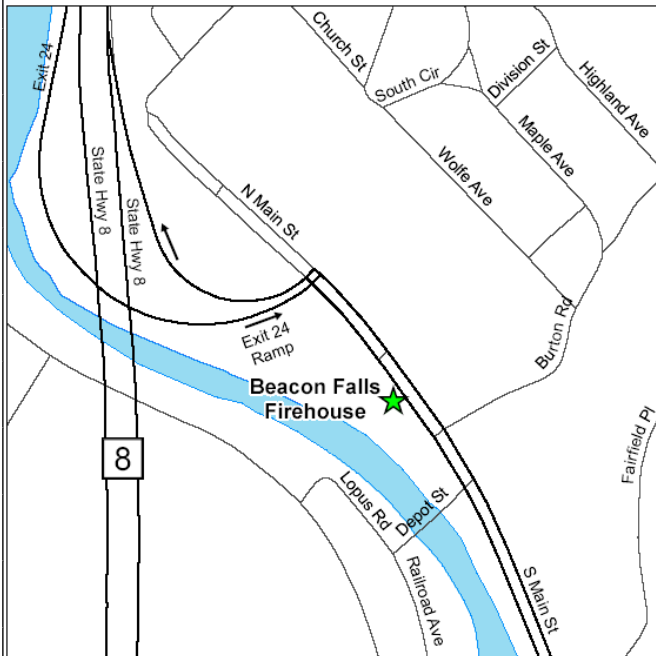 Exit 24
Church St
South Cir
Division St
Highland Ave
Maple Ave
Wolfe Ave
State Hwy 8
State Hwy 8
N Main St
Exit 24
Ramp
Burton Rd
Beacon Falls
Firehouse
Fairfield Pl
8
Lopus Rd
Depot St
Railroad Ave
S Main St